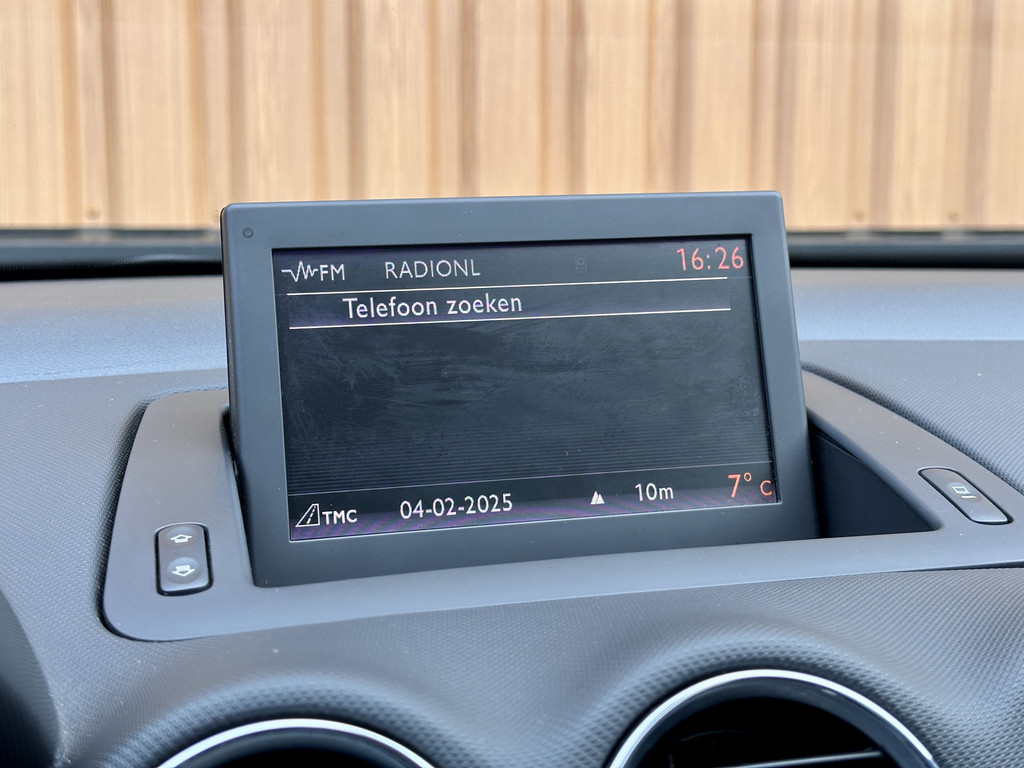 FM RADIONL 16:26
Telefoon zoeken
TMC 04-02-2025 10m 7° C